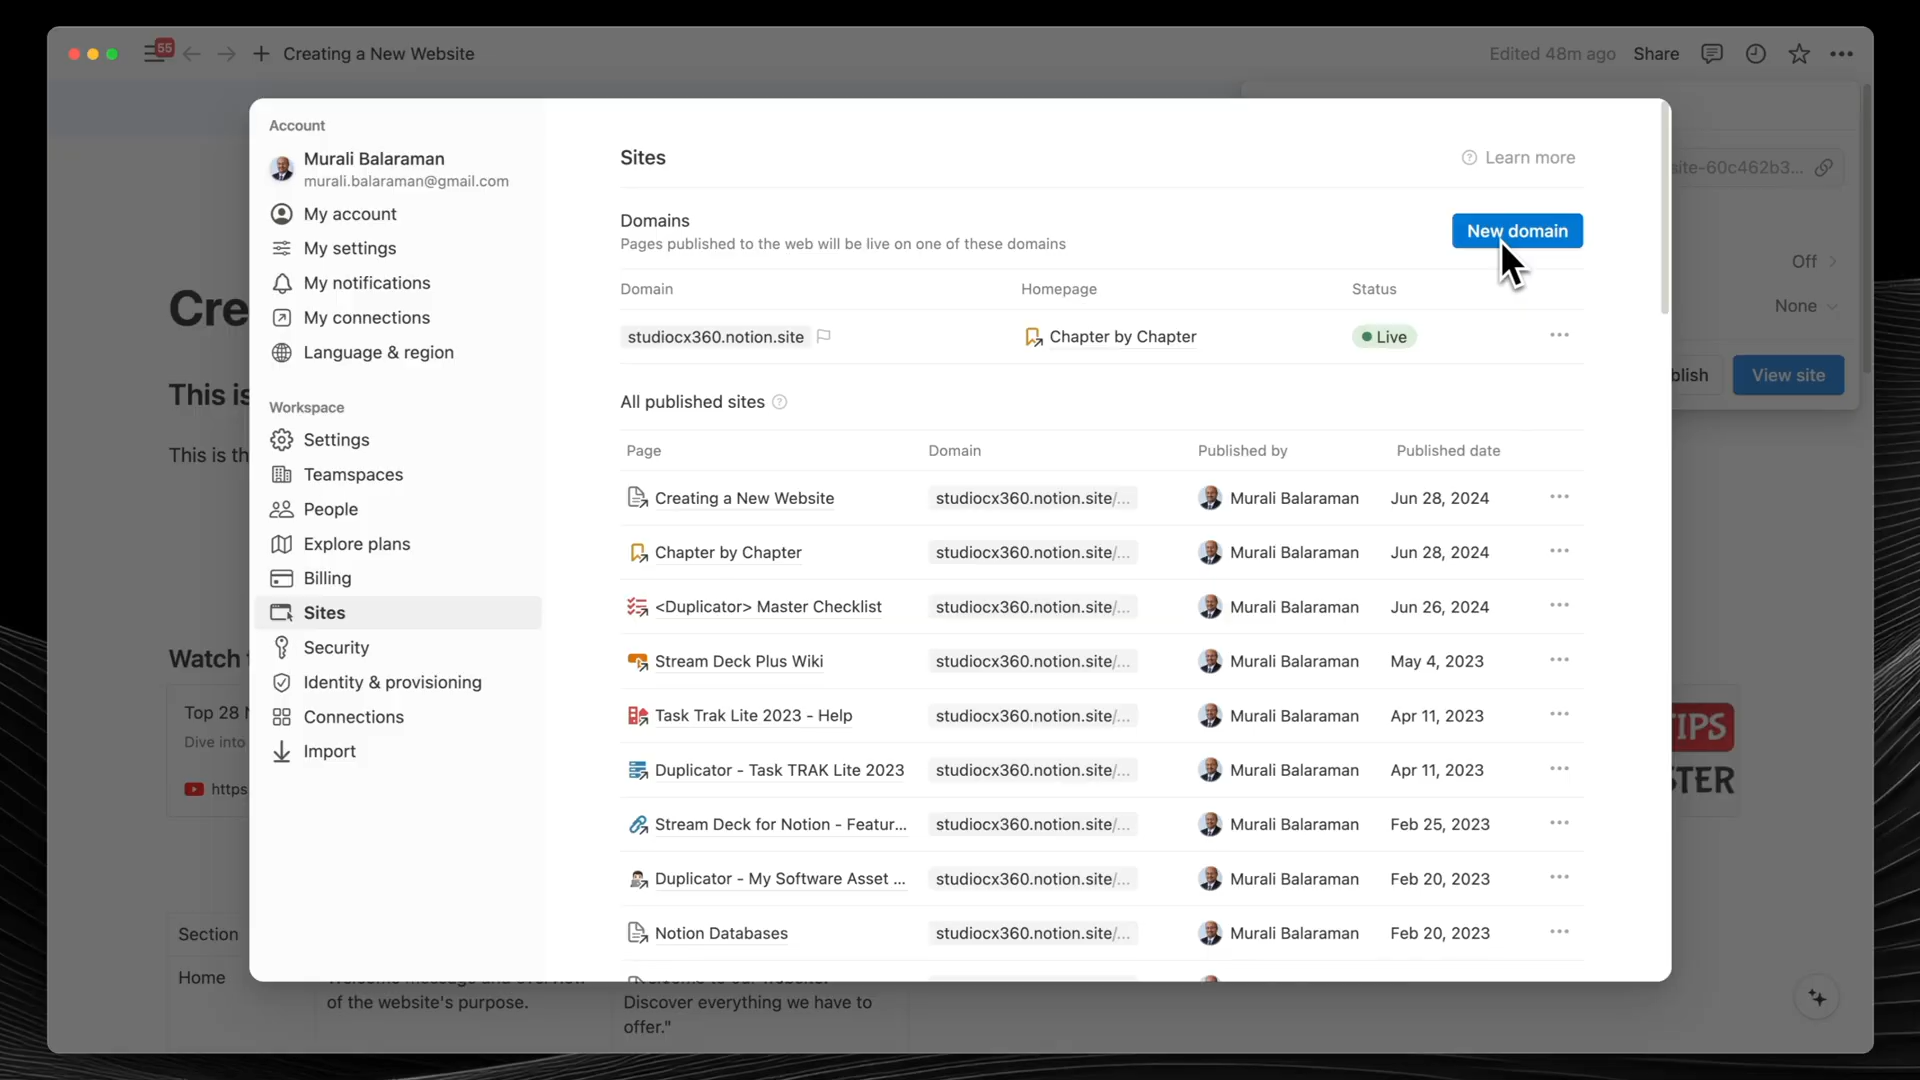 55
Creating a New Website
Edited 48m ago
Share
Account
Murali Balaraman
murali.balaraman@gmail.com
My account
My settings
My notifications
My connections
Language & region
Workspace
Settings
Teamspaces
People
Explore plans
Billing
Sites
Security
Identity & provisioning
Connections
Import
Sites
Learn more
Domains
Pages published to the web will be live on one of these domains
New domain
Domain Homepage Status
studiocx360.notion.site Chapter by Chapter Live
All published sites
Page Domain Published by Published date
Creating a New Website studiocx360.notion.site/... Murali Balaraman Jun 28, 2024
Chapter by Chapter studiocx360.notion.site/... Murali Balaraman Jun 28, 2024
<Duplicator> Master Checklist studiocx360.notion.site/... Murali Balaraman Jun 26, 2024
Stream Deck Plus Wiki studiocx360.notion.site/... Murali Balaraman May 4, 2023
Task Trak Lite 2023 - Help studiocx360.notion.site/... Murali Balaraman Apr 11, 2023
Duplicator - Task TRAK Lite 2023 studiocx360.notion.site/... Murali Balaraman Apr 11, 2023
Stream Deck for Notion - Featur... studiocx360.notion.site/... Murali Balaraman Feb 25, 2023
Duplicator - My Software Asset ... studiocx360.notion.site/... Murali Balaraman Feb 20, 2023
Notion Databases studiocx360.notion.site/... Murali Balaraman Feb 20, 2023
site-60c462b3...
Off
None
blish
View site
Cre
This is
This is th
Watch
Top 28
Dive into
https
TIPS
STER
Section
Home
of the website's purpose.
Discover everything we have to
offer."